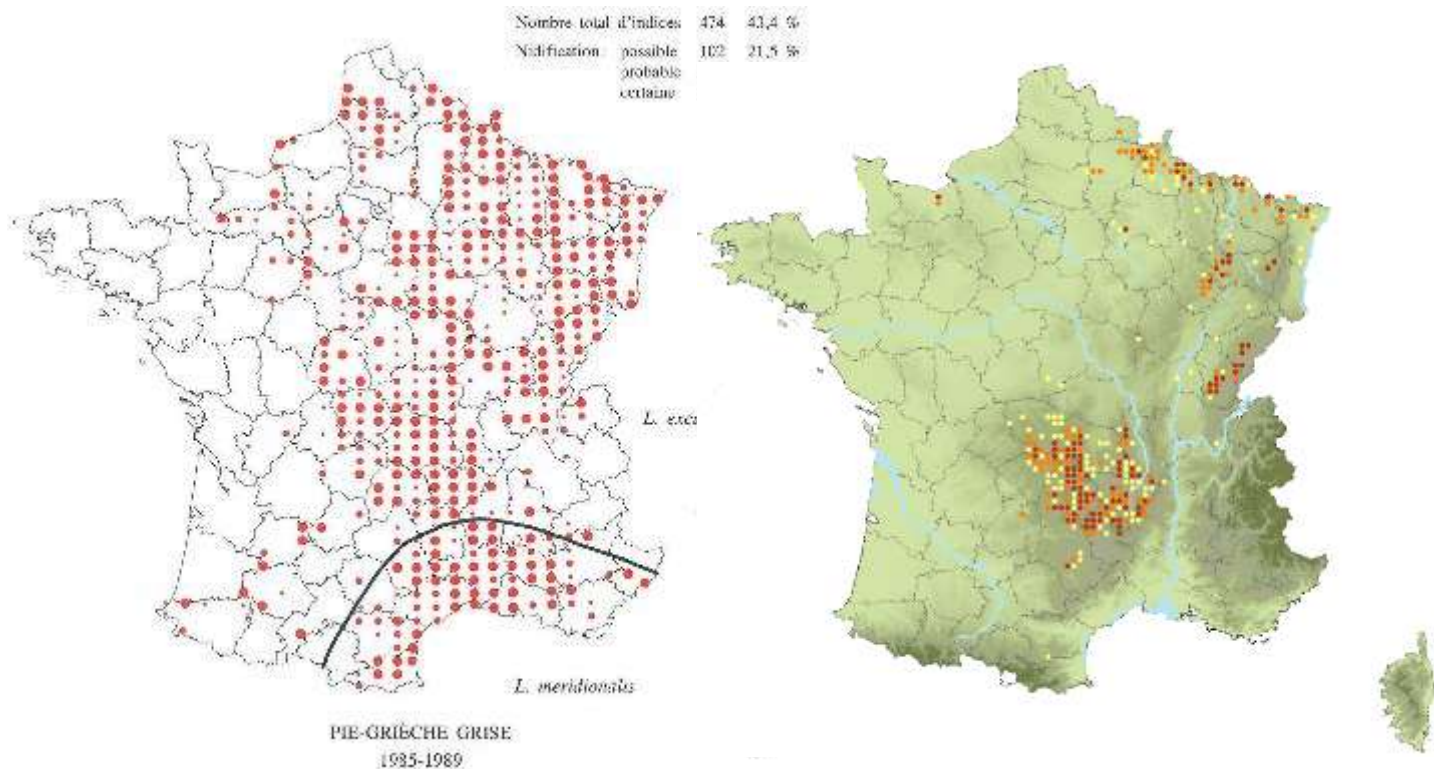 Nombre total d'indices 474 43,4 %
Nidification possible 102 21,5 %
probable
certaine
L. exc
L. meridionalis
PIE-GRIÈCHE GRISE
1985-1989